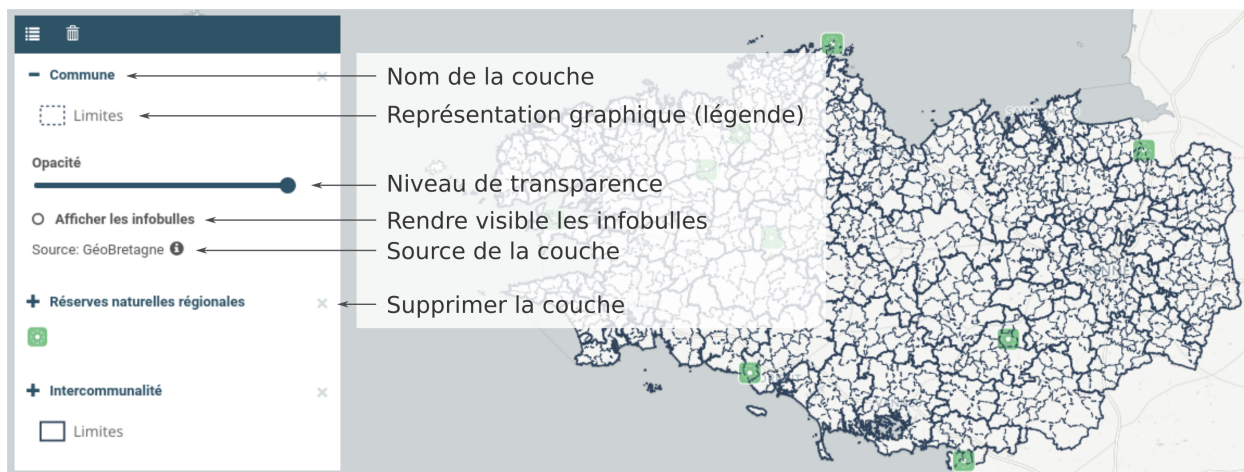 Commune
Nom de la couche
Limites
Représentation graphique (légende)
Opacité
Niveau de transparence
Afficher les infobulles
Rendre visible les infobulles
Source: GéoBretagne
Source de la couche
Réserves naturelles régionales
Supprimer la couche
Intercommunalité
Limites